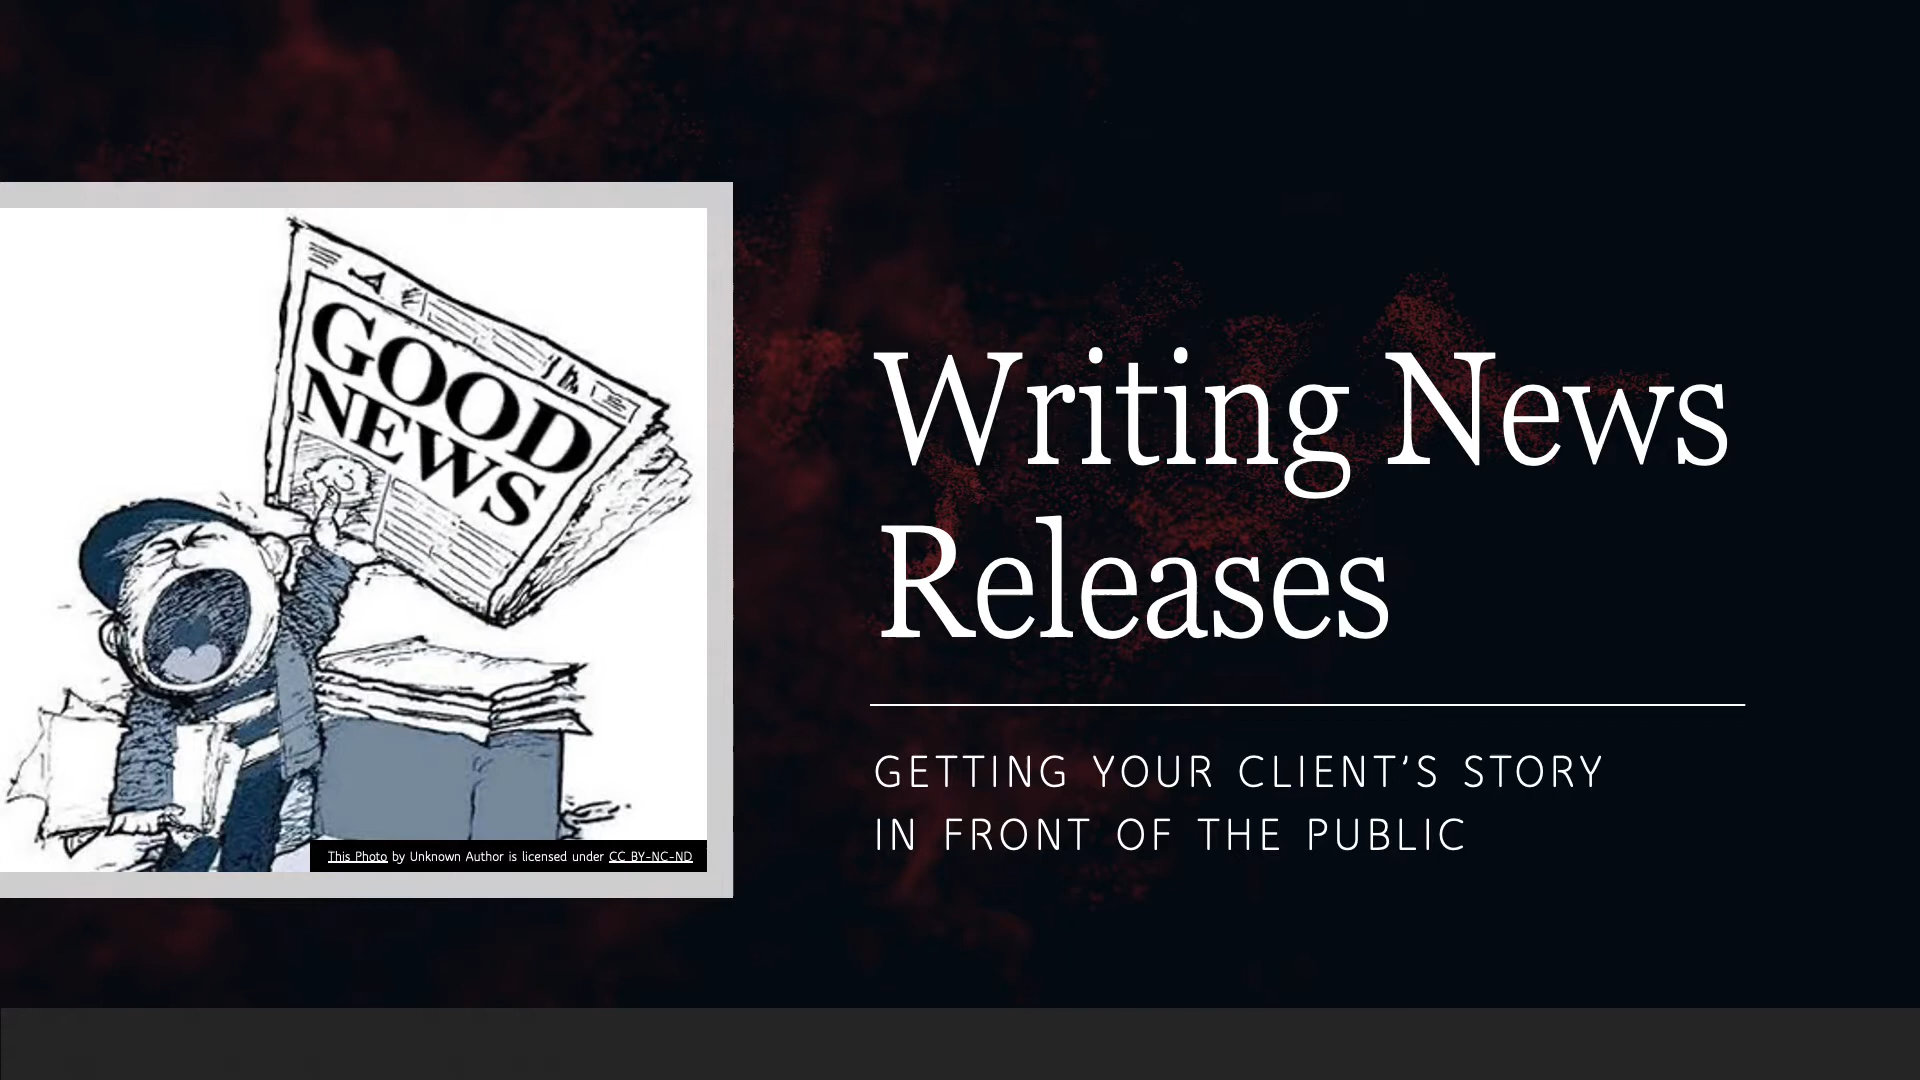 GOOD
NEWS
This Photo by Unknown Author is licensed under CC BY-NC-ND
Writing News
Releases
GETTING YOUR CLIENT’S STORY
IN FRONT OF THE PUBLIC